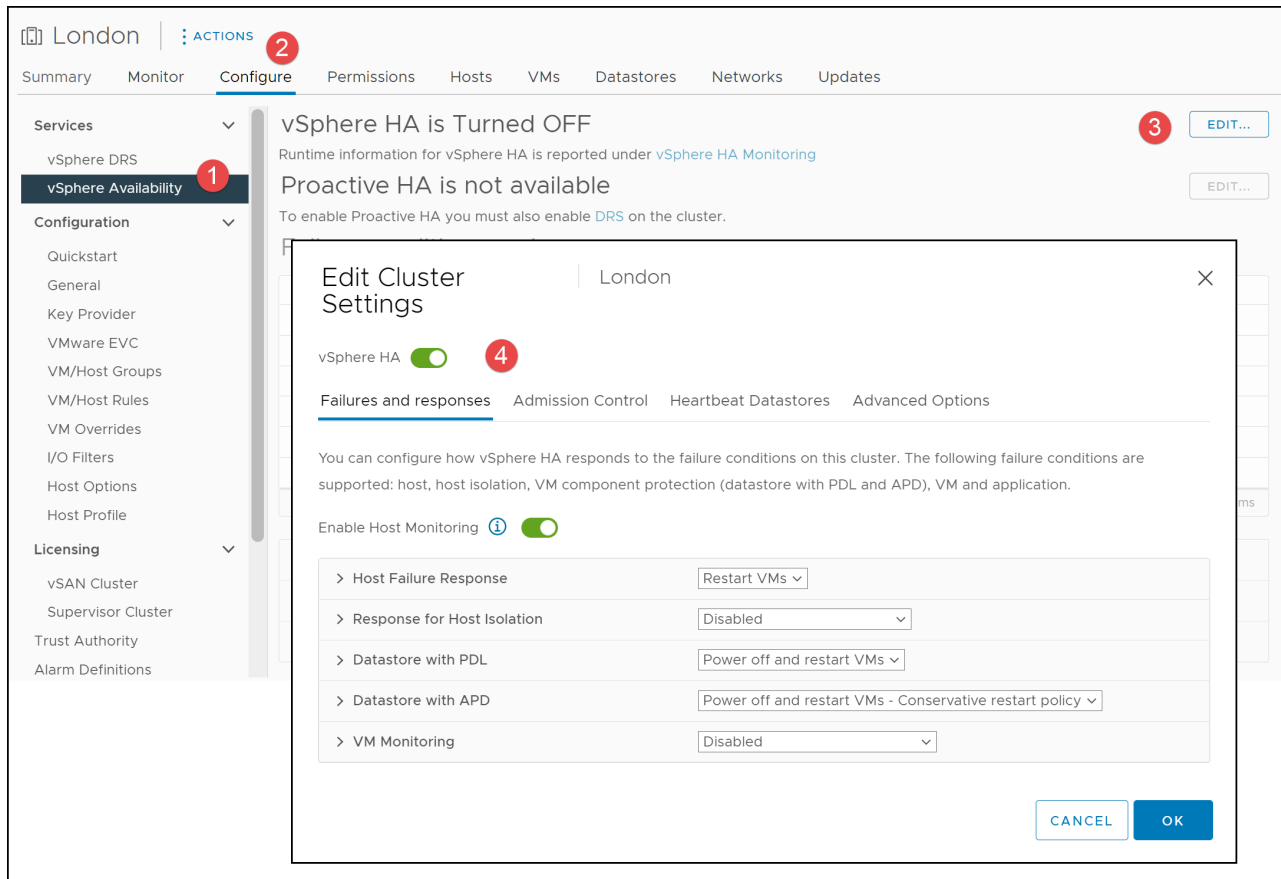 London
ACTIONS
2
Summary Monitor Configure Permissions Hosts VMs Datastores Networks Updates
Services
vSphere DRS
vSphere Availability
1
Configuration
Quickstart
General
Key Provider
VMware EVC
VM/Host Groups
VM/Host Rules
VM Overrides
I/O Filters
Host Options
Host Profile
Licensing
vSAN Cluster
Supervisor Cluster
Trust Authority
Alarm Definitions
vSphere HA is Turned OFF
3
EDIT...
Runtime information for vSphere HA is reported under vSphere HA Monitoring
Proactive HA is not available
EDIT...
To enable Proactive HA you must also enable DRS on the cluster.
Edit Cluster
Settings
London
vSphere HA
4
Failures and responses Admission Control Heartbeat Datastores Advanced Options
You can configure how vSphere HA responds to the failure conditions on this cluster. The following failure conditions are
supported: host, host isolation, VM component protection (datastore with PDL and APD), VM and application.
Enable Host Monitoring
Host Failure Response Restart VMs
Response for Host Isolation Disabled
Datastore with PDL Power off and restart VMs
Datastore with APD Power off and restart VMs - Conservative restart policy
VM Monitoring Disabled
CANCEL OK
ms